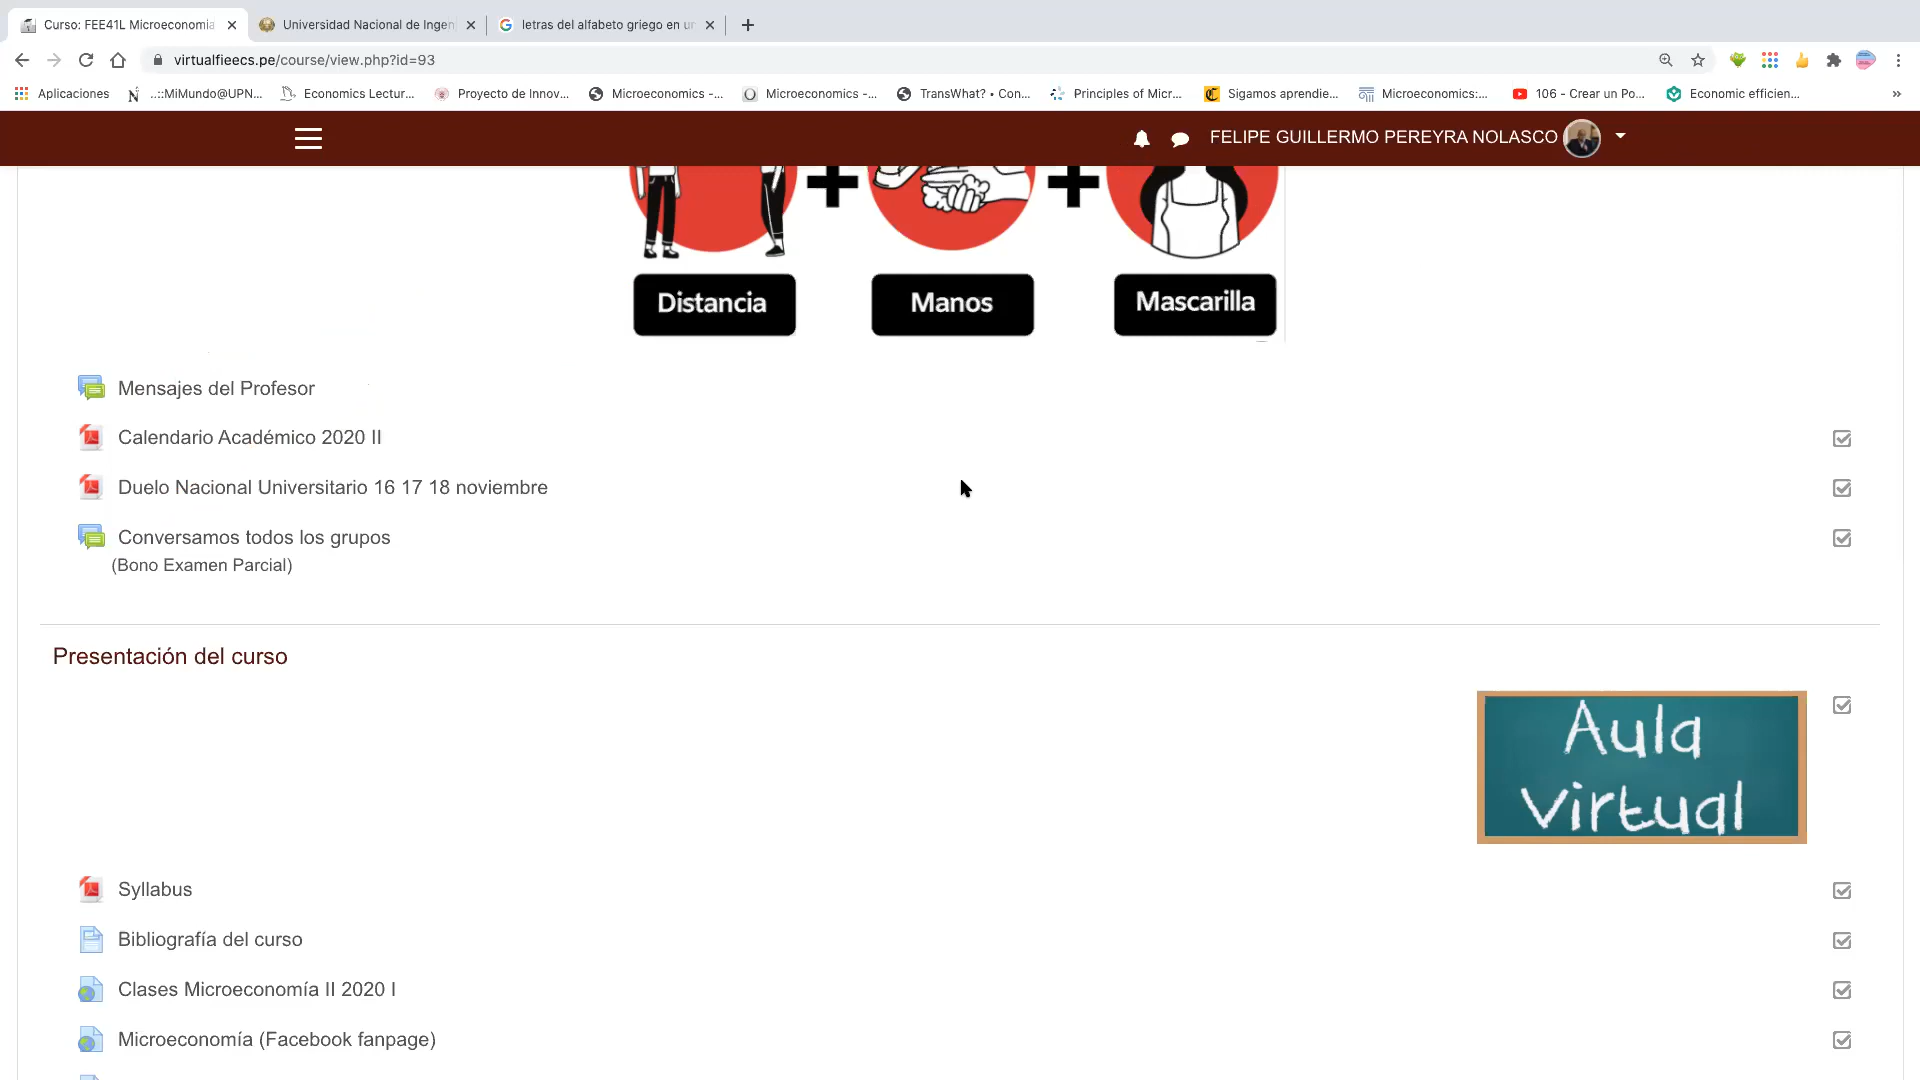 Curso: FEE41L Microeconomia
Universidad Nacional de Ingen
letras del alfabeto griego en un
virtualfieecs.pe/course/view.php?id=93
Aplicaciones
..::MiMundo@UPN...
Economics Lectur...
Proyecto de Innov...
Microeconomics -...
Microeconomics -...
TransWhat? • Con...
Principles of Micr...
Sigamos aprendie...
Microeconomics:...
106 - Crear un Po...
Economic efficien...
»
FELIPE GUILLERMO PEREYRA NOLASCO
Distancia
Manos
Mascarilla
Mensajes del Profesor
Calendario Académico 2020 II
Duelo Nacional Universitario 16 17 18 noviembre
Conversamos todos los grupos
(Bono Examen Parcial)
Presentación del curso
Aula
Virtual
Syllabus
Bibliografía del curso
Clases Microeconomía II 2020 I
Microeconomía (Facebook fanpage)